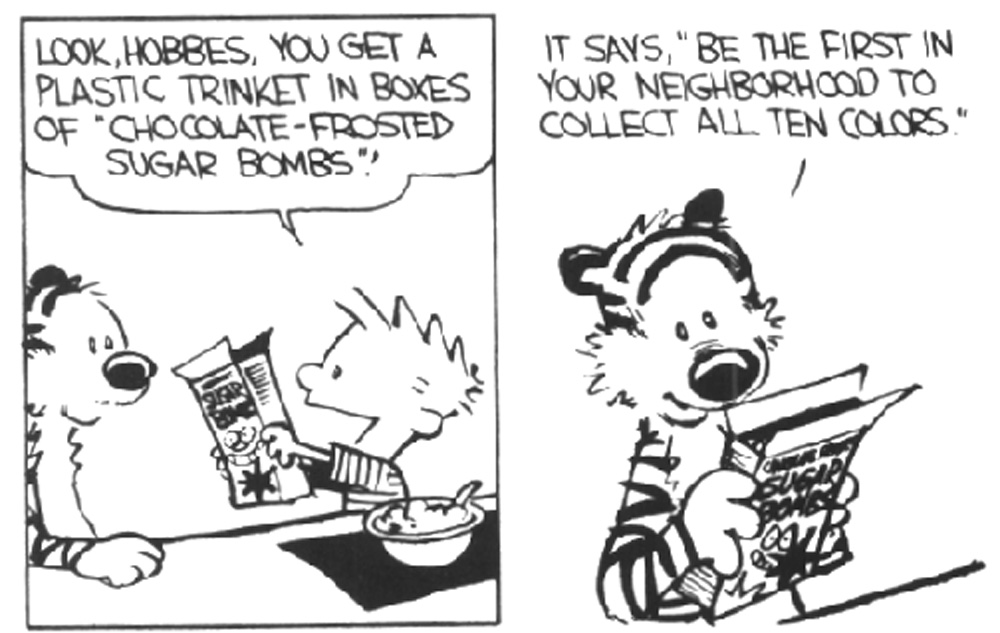 LOOK, HOBBES, YOU GET A
PLASTIC TRINKET IN BOXES
OF "CHOCOLATE-FROSTED
SUGAR BOMBS"!
SUGAR
BOMBS
IT SAYS, "BE THE FIRST IN
YOUR NEIGHBORHOOD TO
COLLECT ALL TEN COLORS."
SUGAR
BOMBS